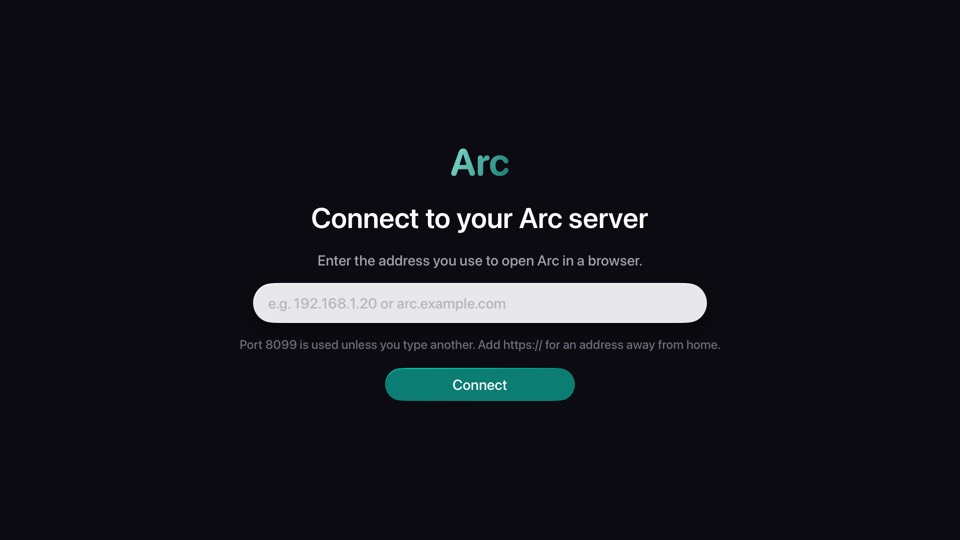 Arc
Connect to your Arc server
Enter the address you use to open Arc in a browser.
e.g. 192.168.1.20 or arc.example.com
Port 8099 is used unless you type another. Add https:// for an address away from home.
Connect